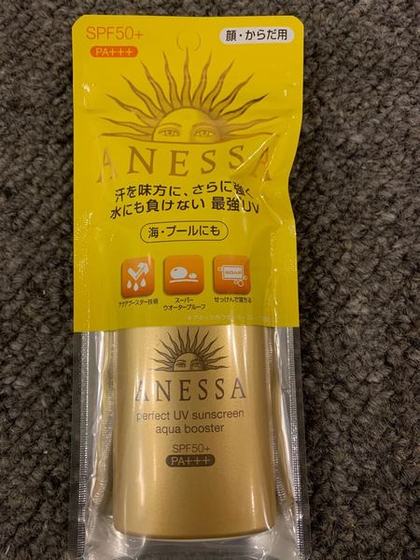 SPF50+
PA+++
顔・からだ用
ANESSA
汗を味方に、さらに強く
水にも負けない 最強UV
海・プールにも
アクアブースター技術
スーパー
ウォータープルーフ
SOAP
せっけんで落ちる
ANESSA
perfect UV sunscreen
aqua booster
SPF50+
PA+++